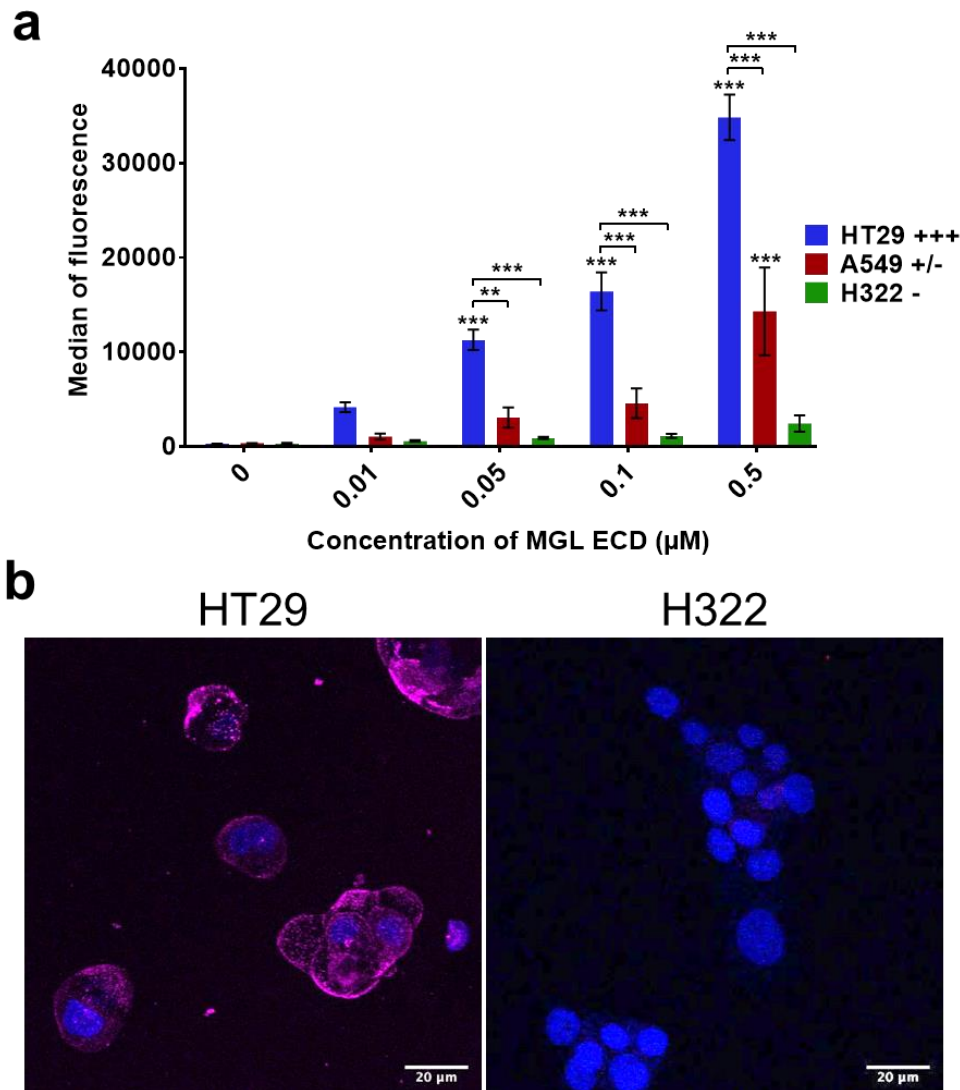 a
***
***
***
40000
30000
20000
10000
0
***
***
***
***
***
**
***
***
HT29 +++
A549 +/-
H322 -
Median of fluorescence
0
0.01
0.05
0.1
0.5
Concentration of MGL ECD (µM)
b
HT29
H322
20 µm
20 µm